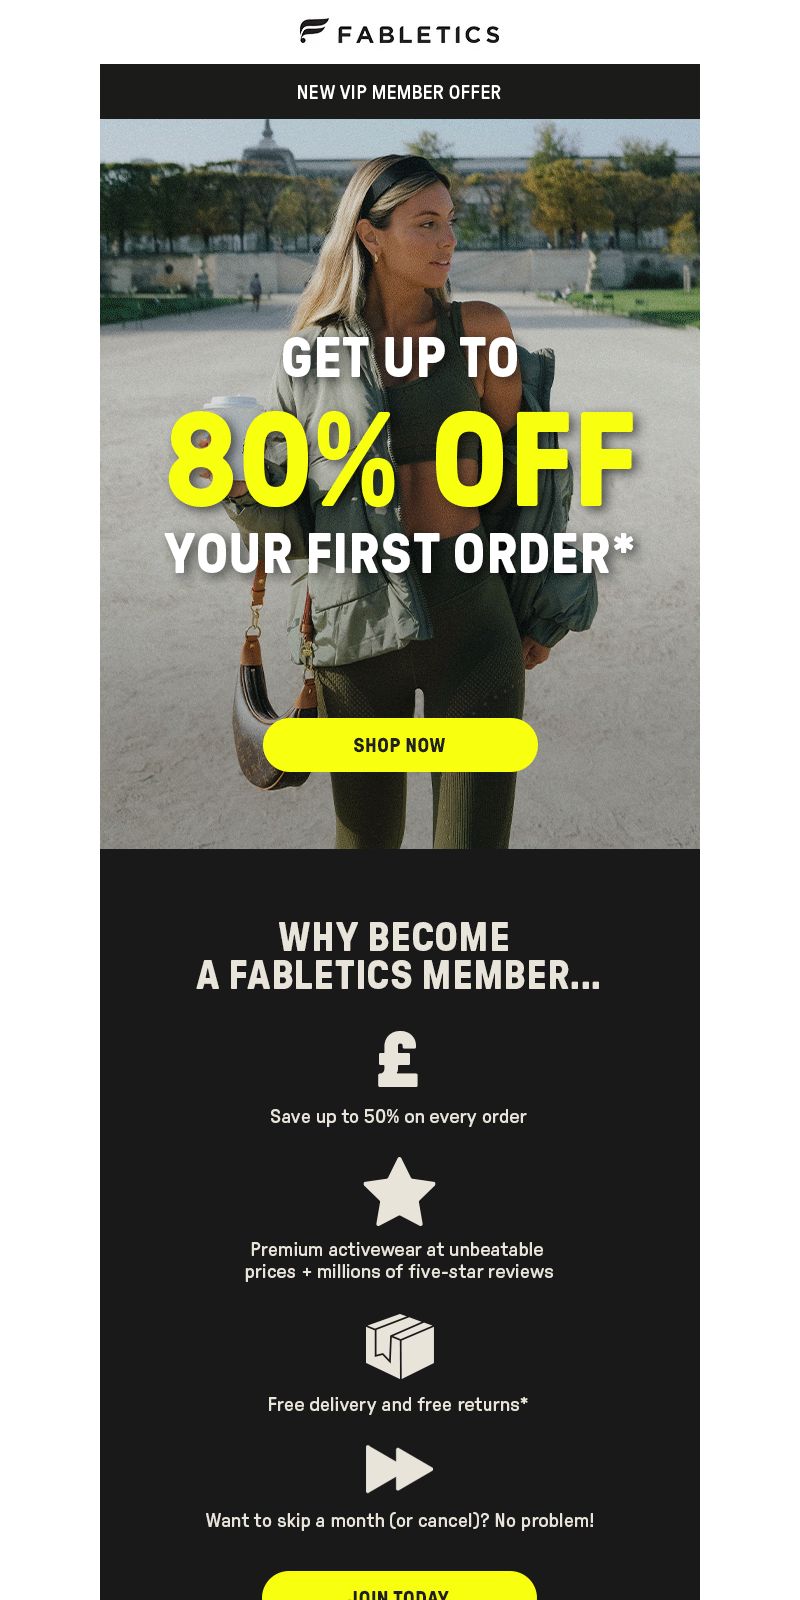 FABLETICS
NEW VIP MEMBER OFFER
GET UP TO
80% OFF
YOUR FIRST ORDER*
SHOP NOW
WHY BECOME
A FABLETICS MEMBER...
£
Save up to 50% on every order
Premium activewear at unbeatable
prices + millions of five-star reviews
Free delivery and free returns*
Want to skip a month (or cancel)? No problem!
JOIN TODAY